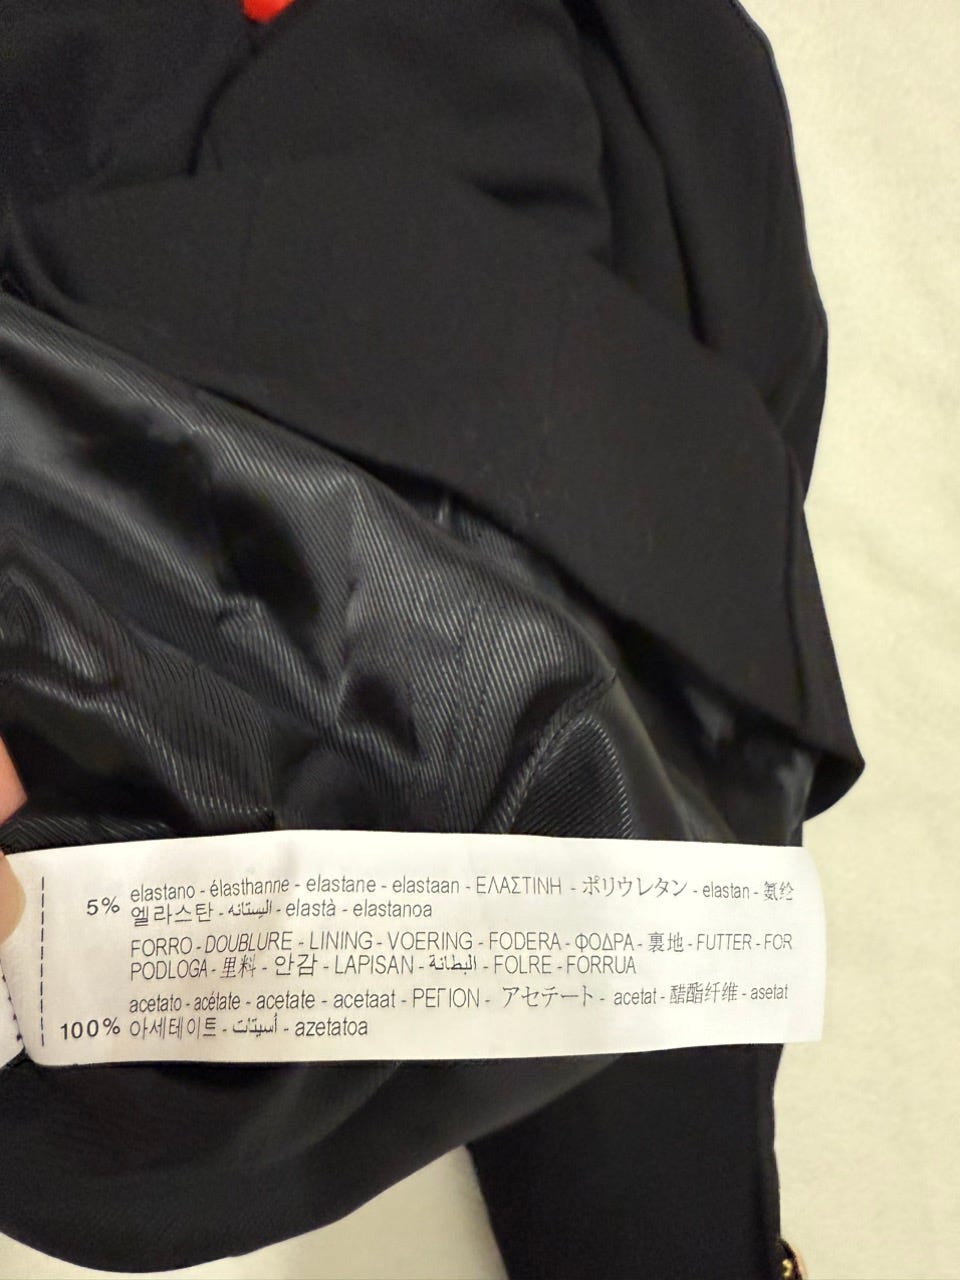 5% elastano - élasthanne - elastane - elastaan - ΕΛΑΣΤΙΝΗ - ポリウレタン - elastan - 氨纶
엘라스탄 - اليستانه - elastà - elastanoa
FORRO - DOUBLURE - LINING - VOERING - FODERA - ΦΟΔΡΑ - 裏地 - FUTTER - FOR
PODLOGA - 里料 - 안감 - LAPISAN - البطانة - FOLRE - FORRUA
acetato - acélate - acetate - acetaat - ΡΕΓΙΟΝ - アセテート - acetat - 醋酯纤维 - asetat
100% 아세테이트 - أسيتات - azetatoa